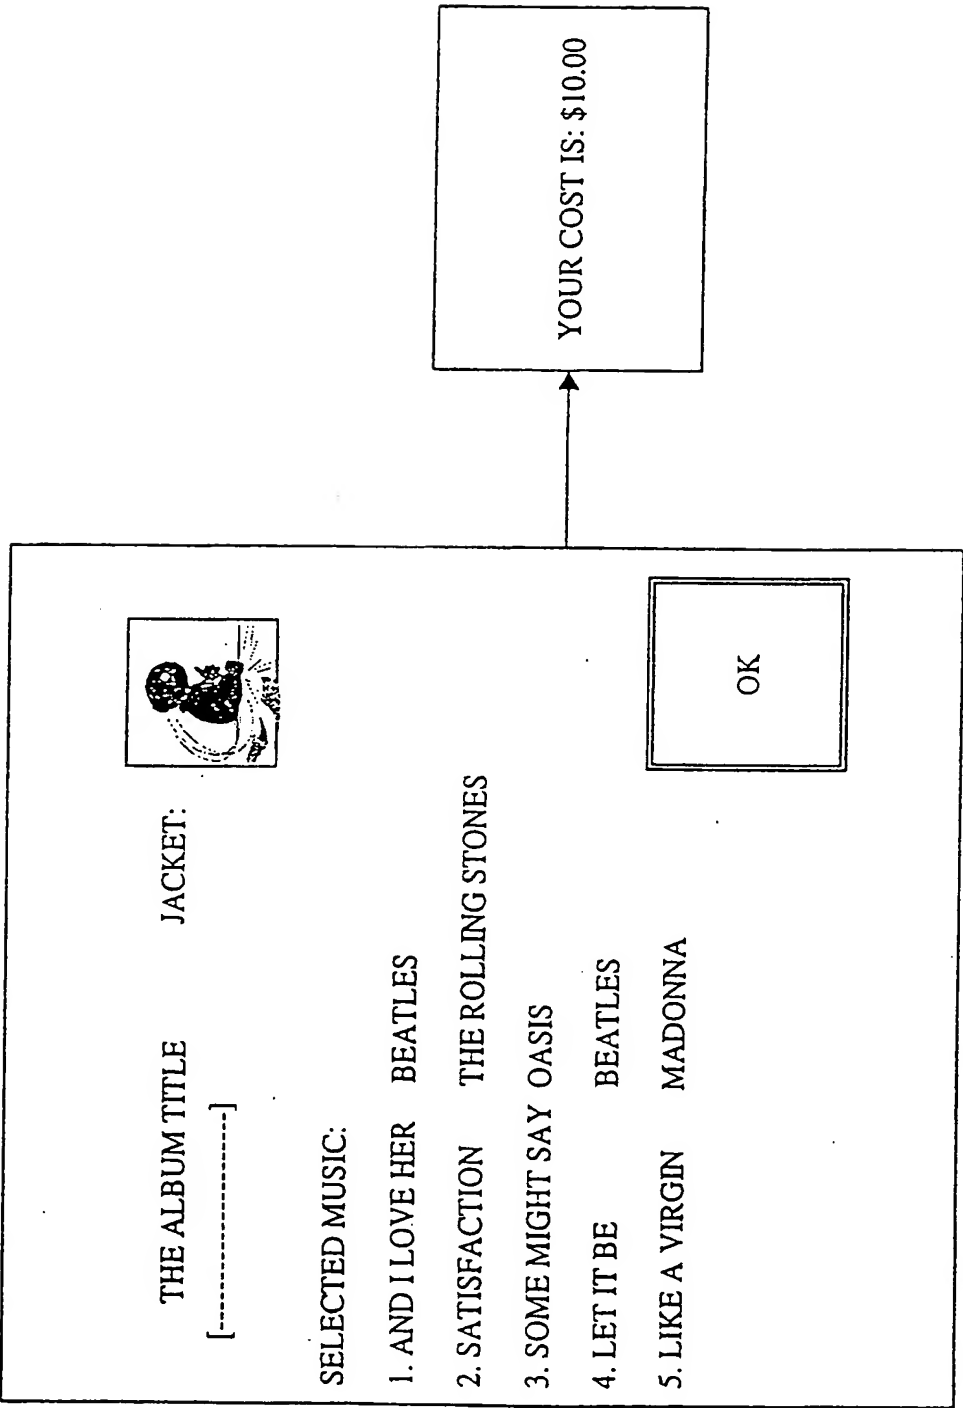 THE ALBUM TITLE JACKET:
[--------------------]
SELECTED MUSIC:
1. AND I LOVE HER BEATLES
2. SATISFACTION THE ROLLING STONES
3. SOME MIGHT SAY OASIS
4. LET IT BE BEATLES
5. LIKE A VIRGIN MADONNA
OK
YOUR COST IS: $10.00